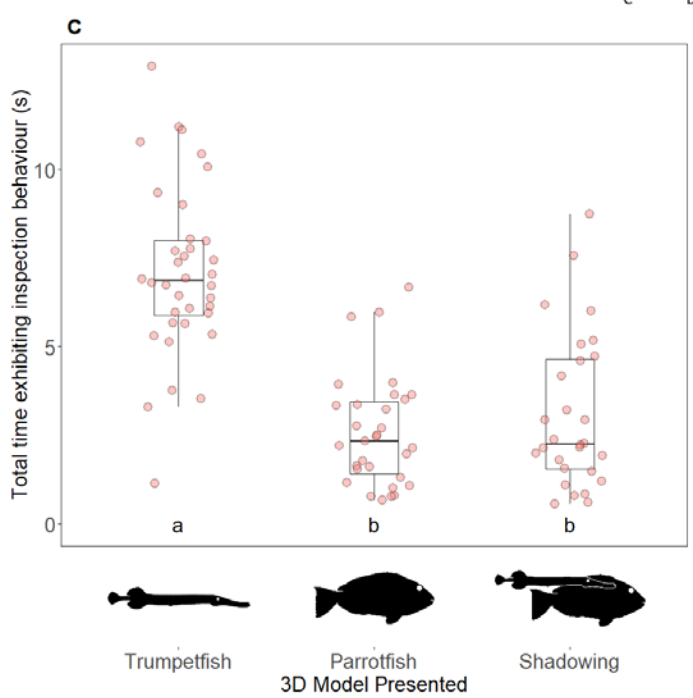 C
Total time exhibiting inspection behaviour (s)
10
5
0
a b b
Trumpetfish Parrotfish Shadowing
3D Model Presented